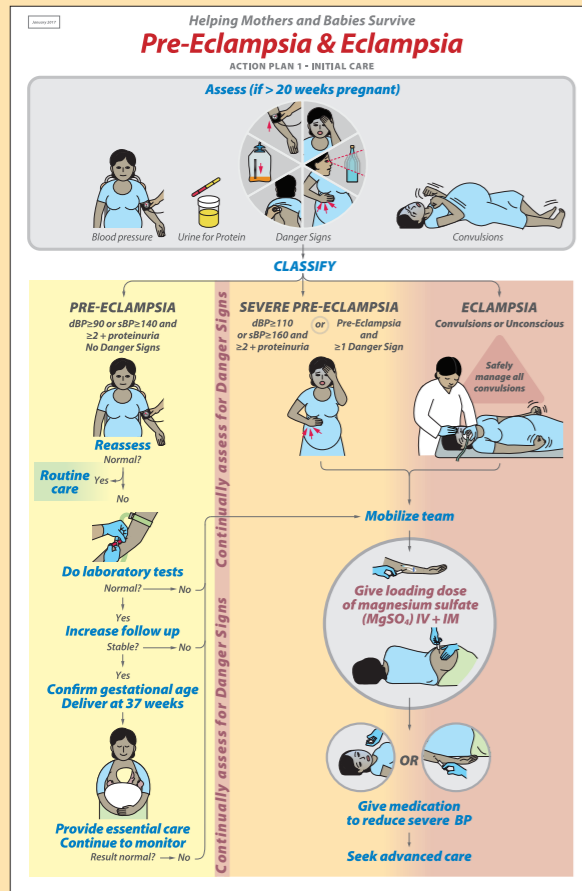 January 2017
Helping Mothers and Babies Survive
Pre-Eclampsia & Eclampsia
ACTION PLAN 1 - INITIAL CARE
Assess (if > 20 weeks pregnant)
Blood pressure
Urine for Protein
Danger Signs
Convulsions
CLASSIFY
PRE-ECLAMPSIA
dBP≥90 or sBP≥140 and
≥2 + proteinuria
No Danger Signs
Reassess
Normal?
Routine
care
Yes
No
Do laboratory tests
Normal? No
Yes
Increase follow up
Stable? No
Yes
Confirm gestational age
Deliver at 37 weeks
Provide essential care
Continue to monitor
Result normal? No
Continually assess for Danger Signs
Continually assess for Danger Signs
SEVERE PRE-ECLAMPSIA
dBP≥110
or sBP≥160 and
≥2 + proteinuria
or
Pre-Eclampsia
and
≥1 Danger Sign
ECLAMPSIA
Convulsions or Unconscious
Safely
manage all
convulsions
Mobilize team
Give loading dose
of magnesium sulfate
(MgSO₄) IV + IM
OR
Give medication
to reduce severe BP
Seek advanced care